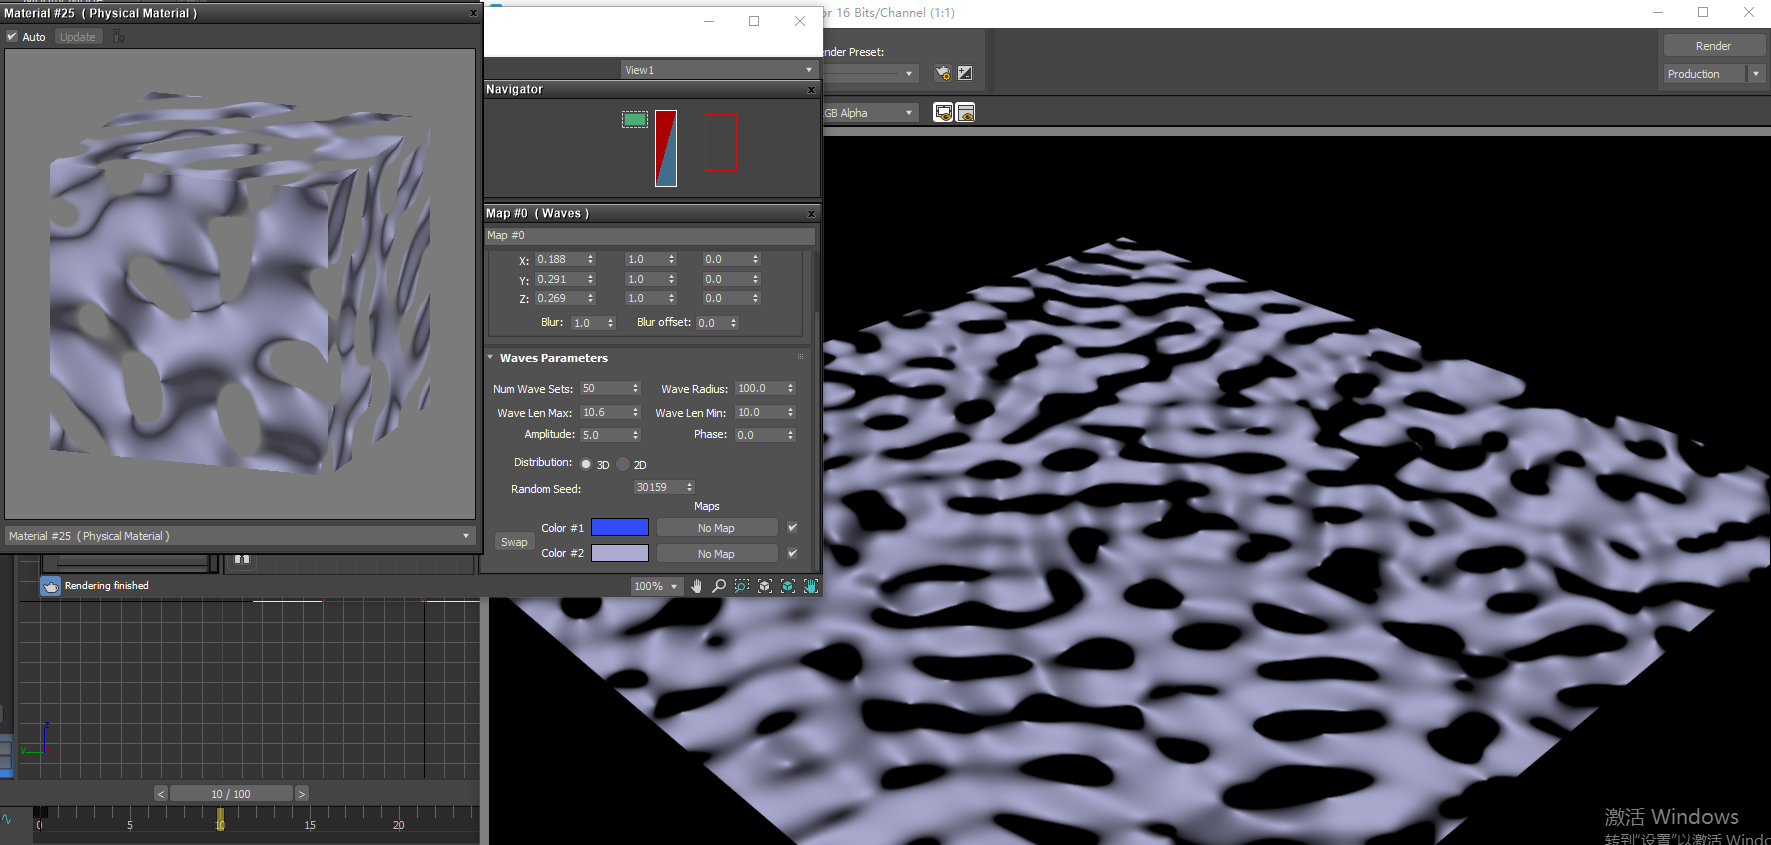 Material #25 ( Physical Material )
Auto
Update
or 16 Bits/Channel (1:1)
nder Preset:
Render
Production
View1
GB Alpha
Navigator
Map #0 ( Waves )
Map #0
X: 0.188 1.0 0.0
Y: 0.291 1.0 0.0
Z: 0.269 1.0 0.0
Blur: 1.0 Blur offset: 0.0
Waves Parameters
Num Wave Sets: 50 Wave Radius: 100.0
Wave Len Max: 10.6 Wave Len Min: 10.0
Amplitude: 5.0 Phase: 0.0
Distribution: 3D 2D
Random Seed: 30159
Maps
Color #1 No Map
Swap
Color #2 No Map
Material #25 ( Physical Material )
Rendering finished
100%
z
y
< 10 / 100 >
0 5 10 15 20
激活 Windows
转到"设置"以激活 Windo